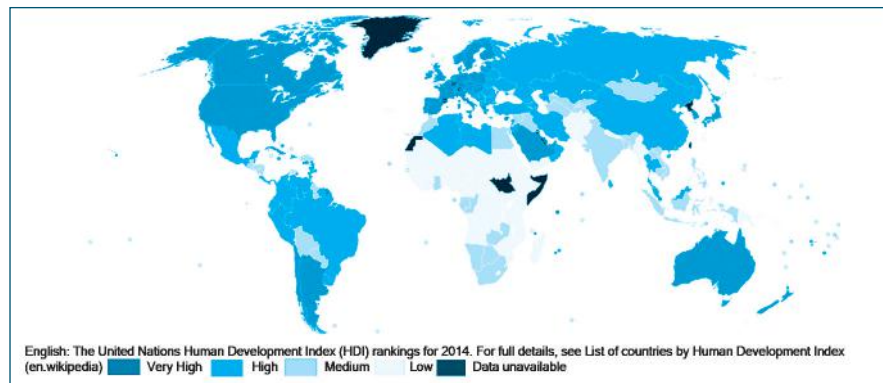 English: The United Nations Human Development Index (HDI) rankings for 2014. For full details, see List of countries by Human Development Index
(en.wikipedia) Very High High Medium Low Data unavailable